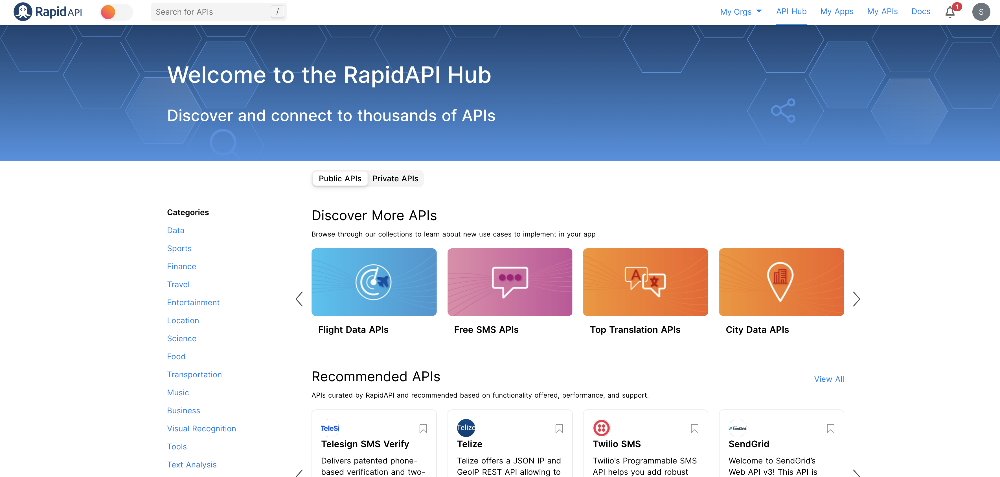 RapidAPI
Search for APIs
/
My Orgs
API Hub
My Apps
My APIs
Docs
1
S
Welcome to the RapidAPI Hub
Discover and connect to thousands of APIs
Public APIs
Private APIs
Categories
Data
Sports
Finance
Travel
Entertainment
Location
Science
Food
Transportation
Music
Business
Visual Recognition
Tools
Text Analysis
Discover More APIs
Browse through our collections to learn about new use cases to implement in your app
A 文
Flight Data APIs
Free SMS APIs
Top Translation APIs
City Data APIs
Recommended APIs
View All
APIs curated by RapidAPI and recommended based on functionality offered, performance, and support.
TeleSi
Telesign SMS Verify
Delivers patented phone-
based verification and two-
Telize
Telize
Telize offers a JSON IP and
GeoIP REST API allowing to
Twilio SMS
Twilio's Programmable SMS
API helps you add robust
SendGrid
SendGrid
Welcome to SendGrid’s
Web API v3! This API is